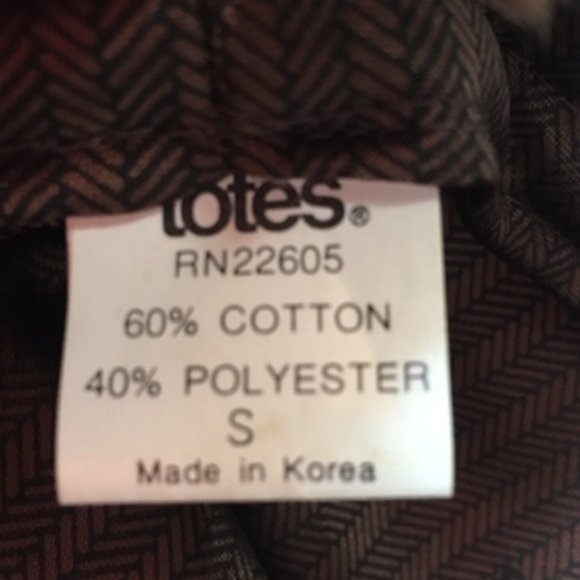 totes®
RN22605
60% COTTON
40% POLYESTER
S
Made in Korea